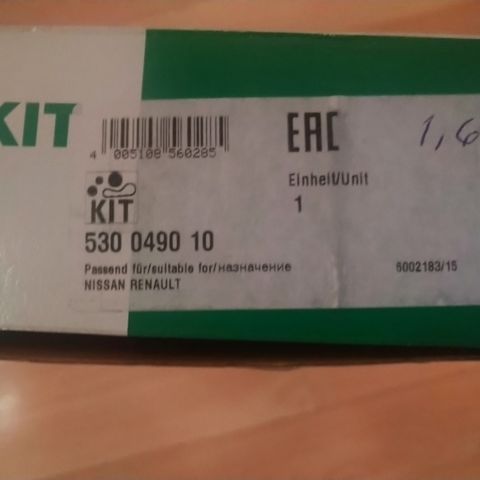 KIT
4 005108 560285
EAC
1,6
Einheit/Unit
1
KIT
530 0490 10
Passend für/suitable for/назначение
6002183/15
NISSAN RENAULT